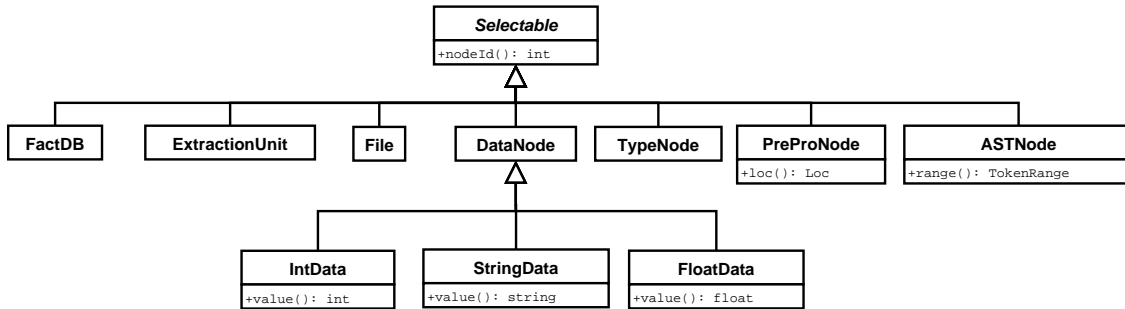 Selectable
+nodeId(): int
FactDB
ExtractionUnit
File
DataNode
TypeNode
PreProNode
+loc(): Loc
ASTNode
+range(): TokenRange
IntData
+value(): int
StringData
+value(): string
FloatData
+value(): float